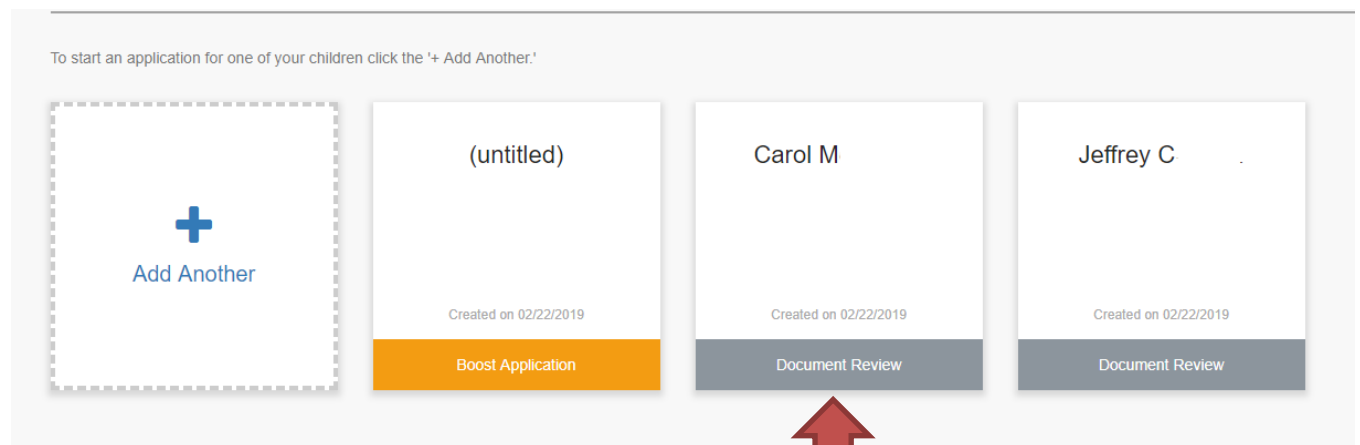 To start an application for one of your children click the '+ Add Another.'
Add Another
(untitled)
Created on 02/22/2019
Boost Application
Carol M
Created on 02/22/2019
Document Review
Jeffrey C
Created on 02/22/2019
Document Review